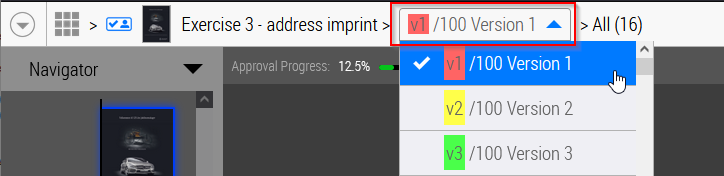 > Exercise 3 - address imprint > v1 /100 Version 1 > All (16)
Navigator
Approval Progress: 12.5%
v1 /100 Version 1
v2 /100 Version 2
v3 /100 Version 3